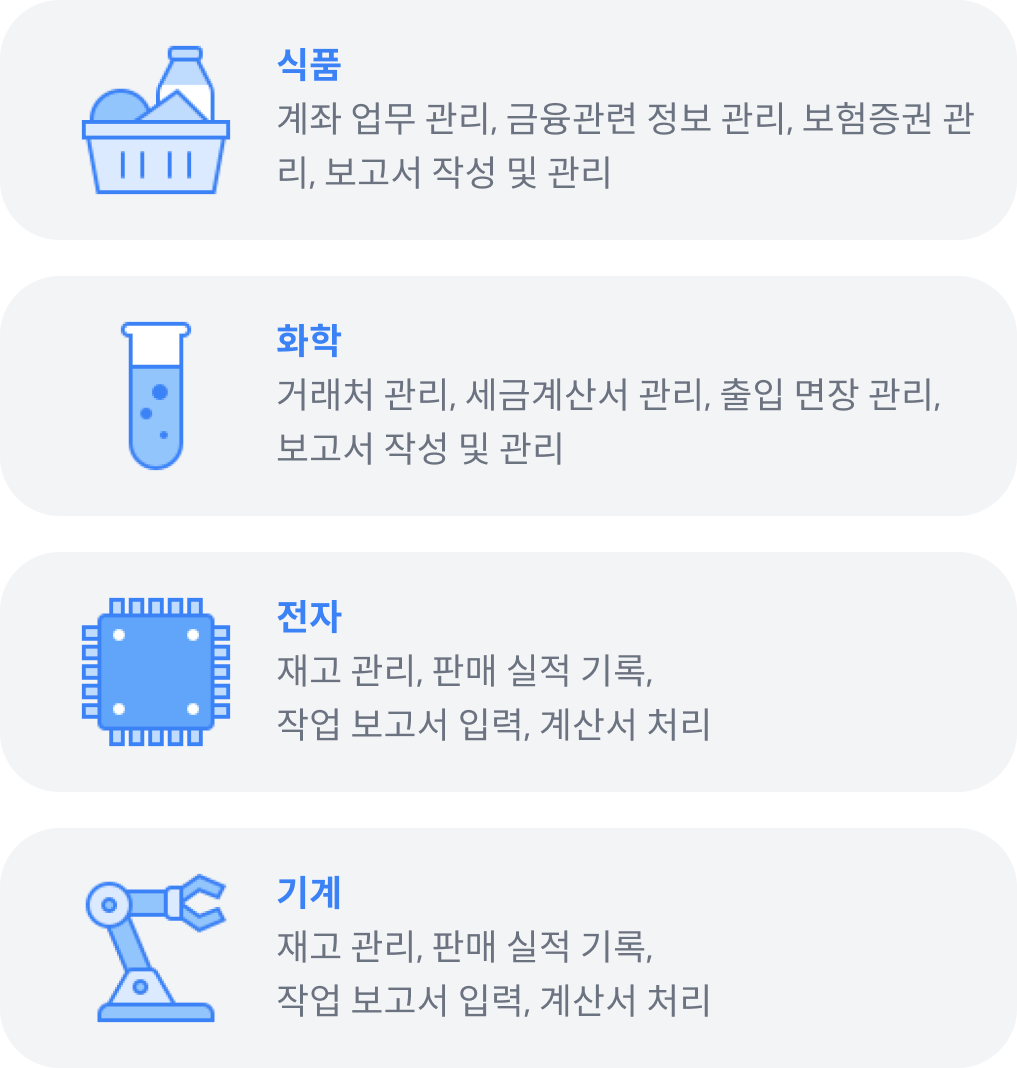 식품
계좌 업무 관리, 금융관련 정보 관리, 보험증권 관
리, 보고서 작성 및 관리
화학
거래처 관리, 세금계산서 관리, 출입 면장 관리,
보고서 작성 및 관리
전자
재고 관리, 판매 실적 기록,
작업 보고서 입력, 계산서 처리
기계
재고 관리, 판매 실적 기록,
작업 보고서 입력, 계산서 처리